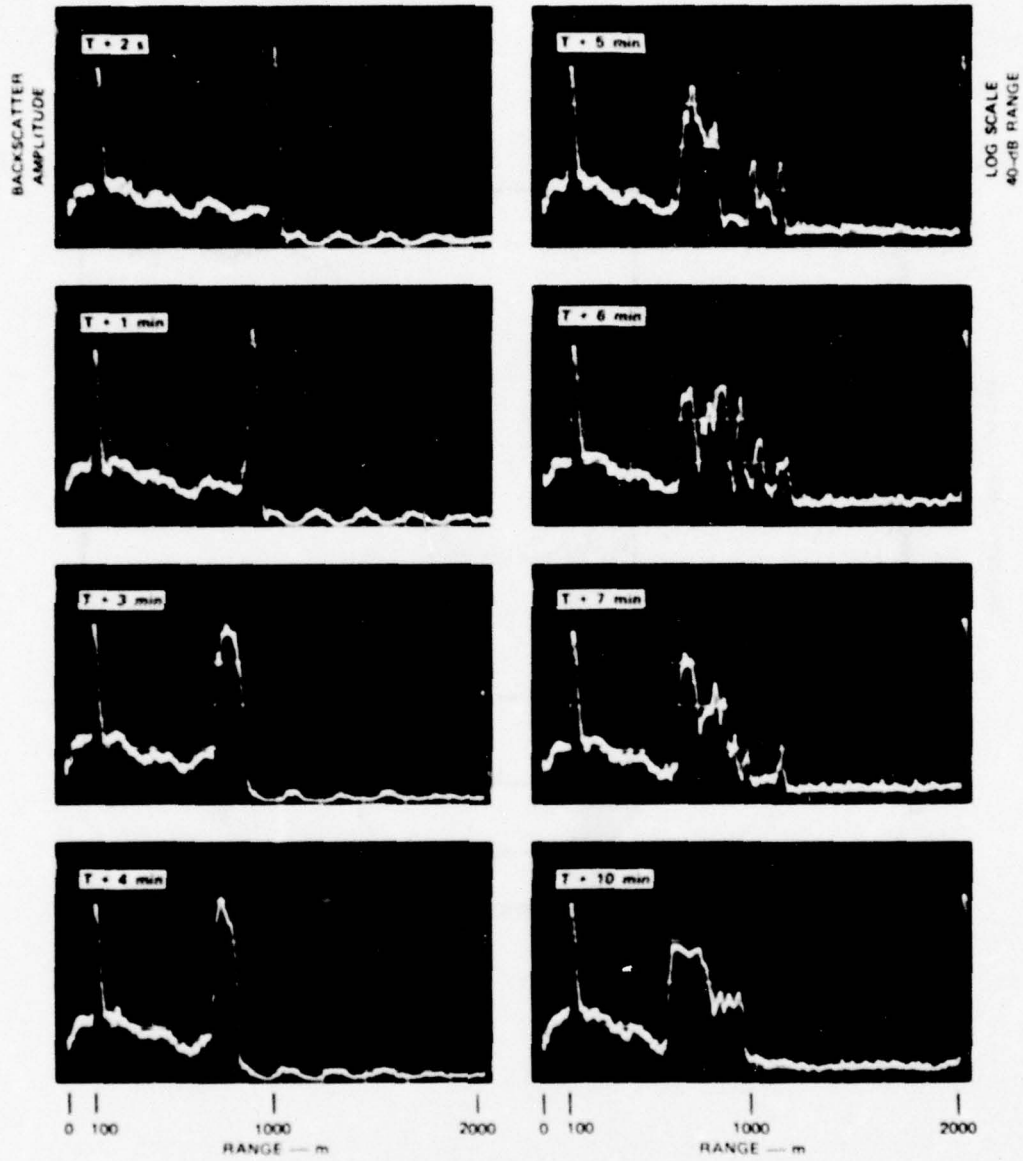 BACKSCATTER
AMPLITUDE
T + 2 s
T + 5 min
LOG SCALE
40-dB RANGE
T + 1 min
T + 6 min
T + 3 min
T + 7 min
T + 4 min
T + 10 min
0 100 1000 2000
RANGE — m
0 100 1000 2000
RANGE — m